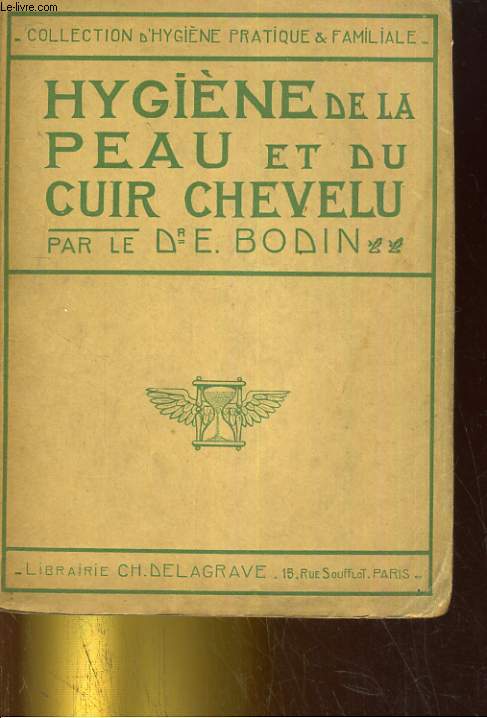 Le-livre.com
COLLECTION D'HYGIÈNE PRATIQUE & FAMILIALE
HYGIÈNE DE LA
PEAU ET DU
CUIR CHEVELU
PAR LE DR E. BODIN
LIBRAIRIE CH. DELAGRAVE . 15, RUE SOUFFLOT. PARIS